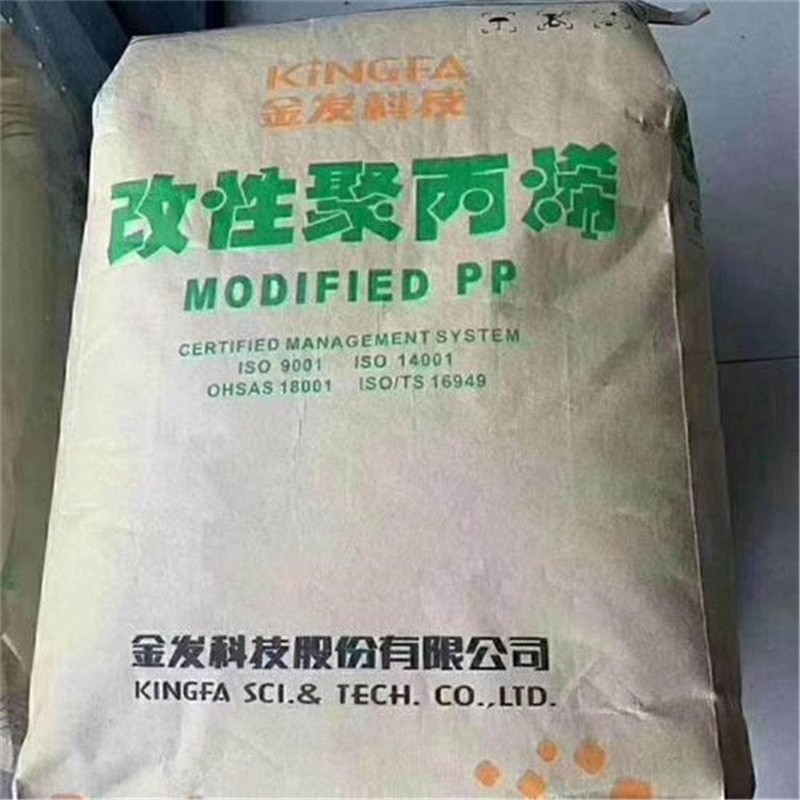 KINGFA
金发科技
改性聚丙烯
MODIFIED PP
CERTIFIED MANAGEMENT SYSTEM
ISO 9001 ISO 14001
OHSAS 18001 ISO/TS 16949
金发科技股份有限公司
KINGFA SCI.& TECH. CO.,LTD.